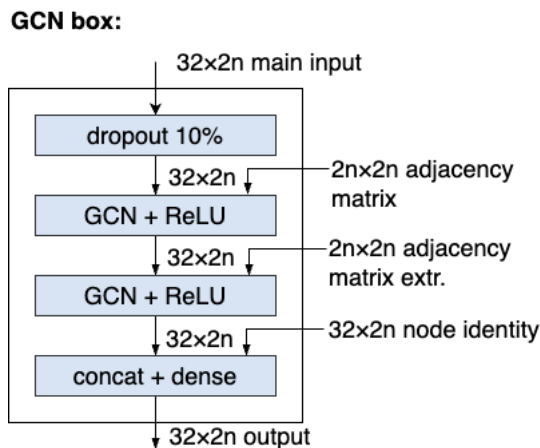 GCN box:
32×2n main input
dropout 10%
32×2n
2n×2n adjacency
matrix
GCN + ReLU
32×2n
2n×2n adjacency
matrix extr.
GCN + ReLU
32×2n
32×2n node identity
concat + dense
32×2n output